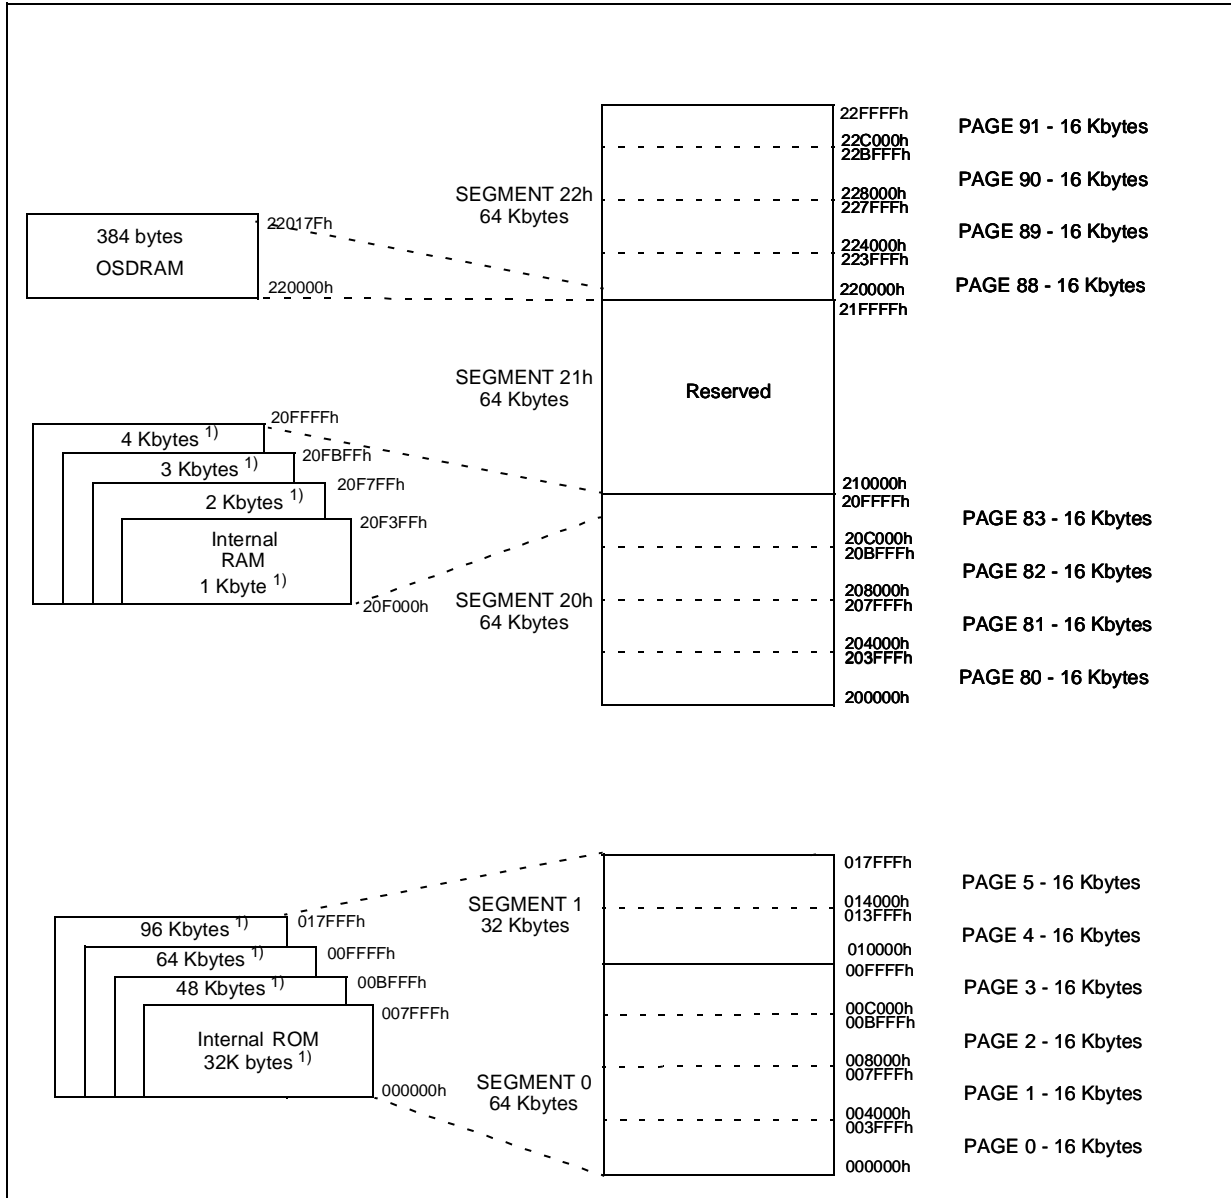 22FFFFh
PAGE 91 - 16 Kbytes
22C000h
22BFFFh
PAGE 90 - 16 Kbytes
SEGMENT 22h
64 Kbytes
228000h
227FFFh
PAGE 89 - 16 Kbytes
224000h
223FFFh
PAGE 88 - 16 Kbytes
220000h
384 bytes
OSDRAM
22017Fh
220000h
21FFFFh
SEGMENT 21h
64 Kbytes
Reserved
210000h
20FFFFh
4 Kbytes 1)
20FFFFh
3 Kbytes 1)
20FBFFh
2 Kbytes 1)
20F7FFh
Internal
RAM
1 Kbyte 1)
20F3FFh
20F000h
PAGE 83 - 16 Kbytes
20C000h
20BFFFh
PAGE 82 - 16 Kbytes
SEGMENT 20h
64 Kbytes
208000h
207FFFh
PAGE 81 - 16 Kbytes
204000h
203FFFh
PAGE 80 - 16 Kbytes
200000h
017FFFh
PAGE 5 - 16 Kbytes
SEGMENT 1
32 Kbytes
014000h
013FFFh
PAGE 4 - 16 Kbytes
010000h
00FFFFh
96 Kbytes 1)
017FFFh
64 Kbytes 1)
00FFFFh
48 Kbytes 1)
00BFFFh
Internal ROM
32K bytes 1)
007FFFh
000000h
PAGE 3 - 16 Kbytes
00C000h
00BFFFh
PAGE 2 - 16 Kbytes
SEGMENT 0
64 Kbytes
008000h
007FFFh
PAGE 1 - 16 Kbytes
004000h
003FFFh
PAGE 0 - 16 Kbytes
000000h